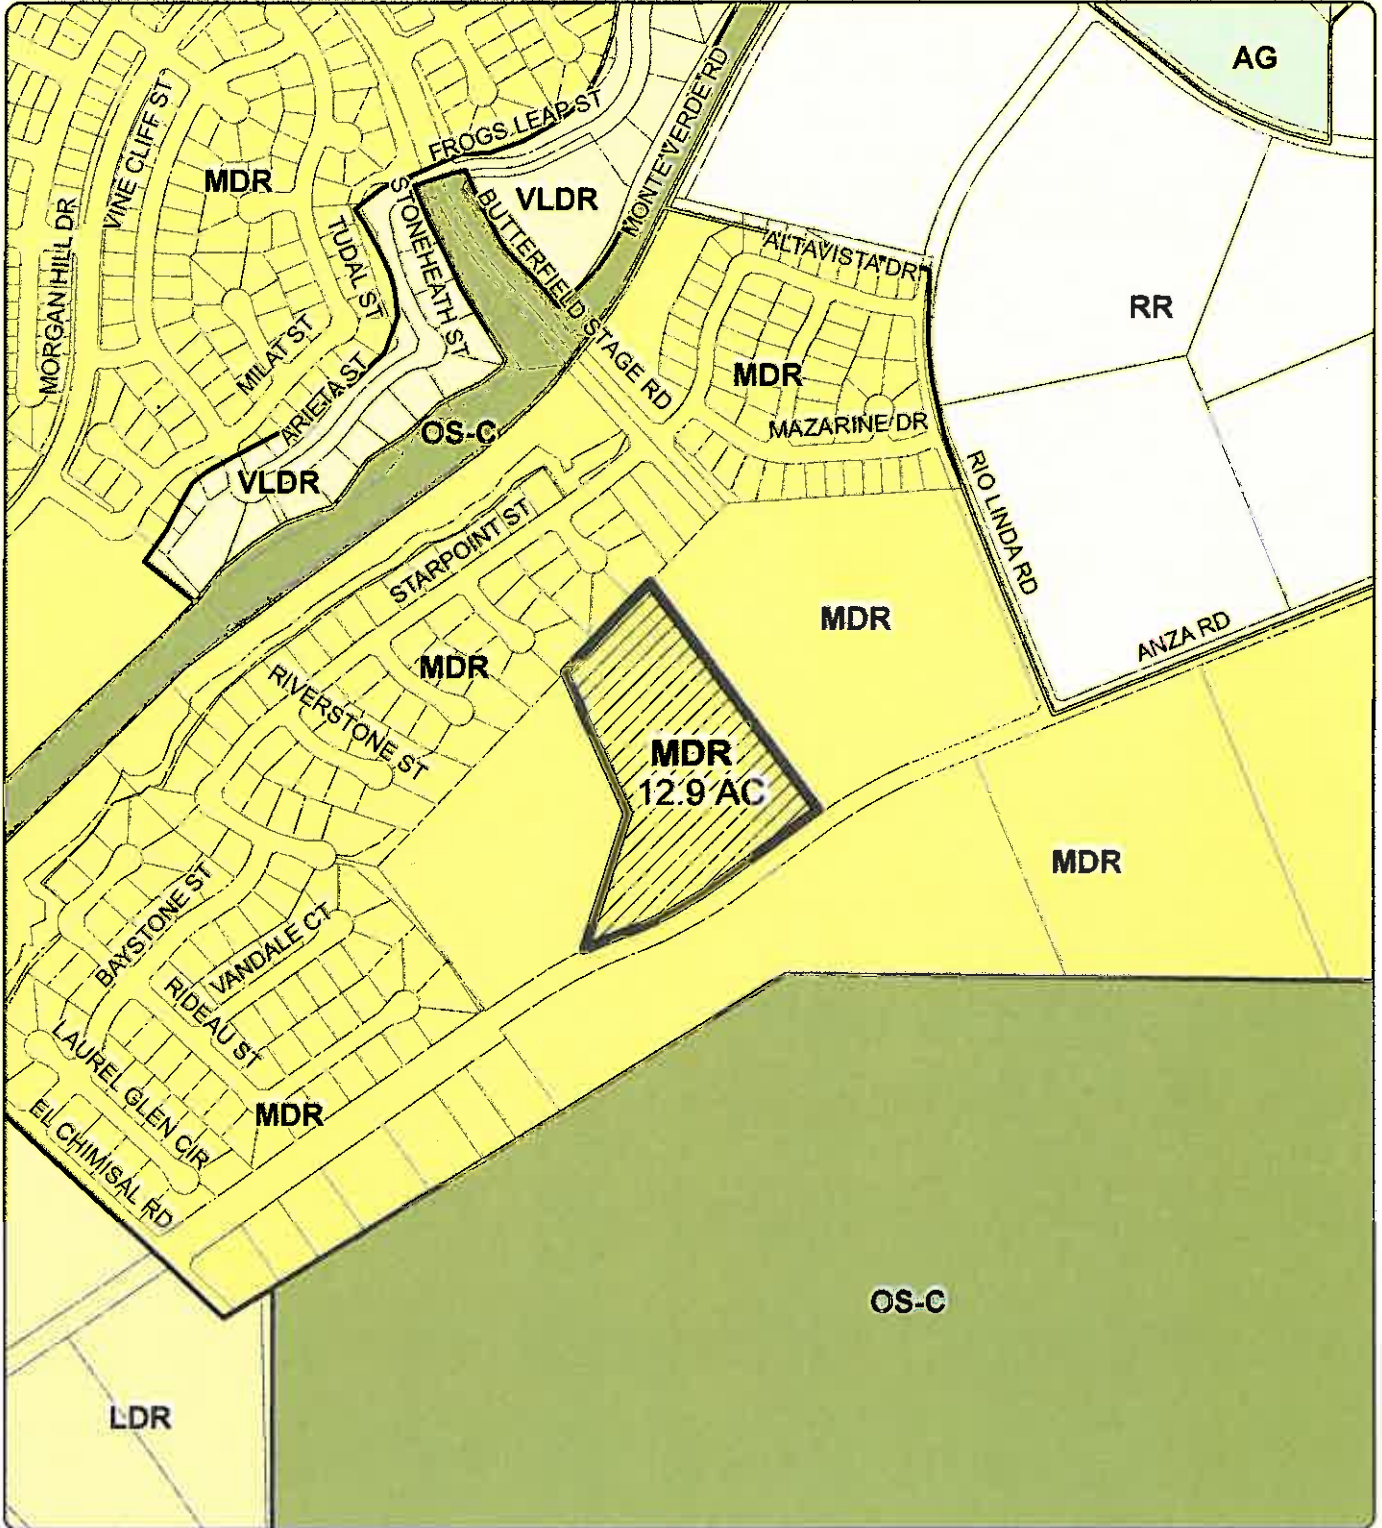 AG
MONTE VERDE RD
FROGS LEAP ST
VINE CLIFF ST
MDR
VLDR
STONEHEATH ST
BUTTERFIELD STAGE RD
MORGAN HILL DR
TUDAL ST
ALTAVISTA DR
RR
MILAT ST
MDR
ARIETA ST
MAZARINE DR
OS-C
VLDR
RIO LINDA RD
STARPOINT ST
MDR
ANZA RD
MDR
RIVERSTONE ST
MDR
12.9 AC
MDR
BAYSTONE ST
VANDALE CT
RIDEAU ST
LAUREL GLEN CIR
MDR
EL CHIMISAL RD
OS-C
LDR